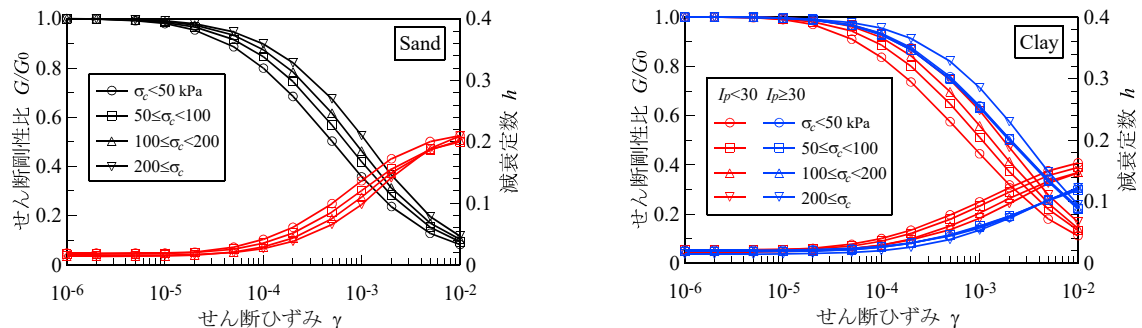 1.0
0.8
0.6
0.4
0.2
0
せん断剛性比 G/G0
Sand
σc<50 kPa
50≤σc<100
100≤σc<200
200≤σc
0.4
0.3
0.2
0.1
0
減衰定数 h
10-6
10-5
10-4
10-3
10-2
せん断ひずみ γ
1.0
0.8
0.6
0.4
0.2
0
せん断剛性比 G/G0
Clay
Ip<30 Ip≥30
σc<50 kPa
50≤σc<100
100≤σc<200
200≤σc
0.4
0.3
0.2
0.1
0
減衰定数 h
10-6
10-5
10-4
10-3
10-2
せん断ひずみ γ